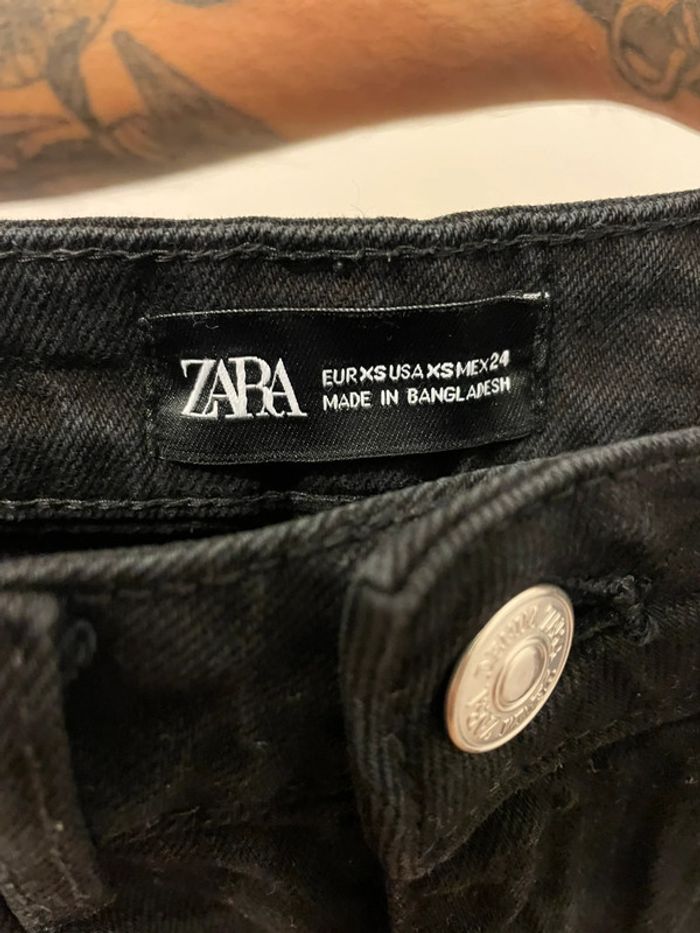 ZARA
EUR XS USA XS MEX 24
MADE IN BANGLADESH